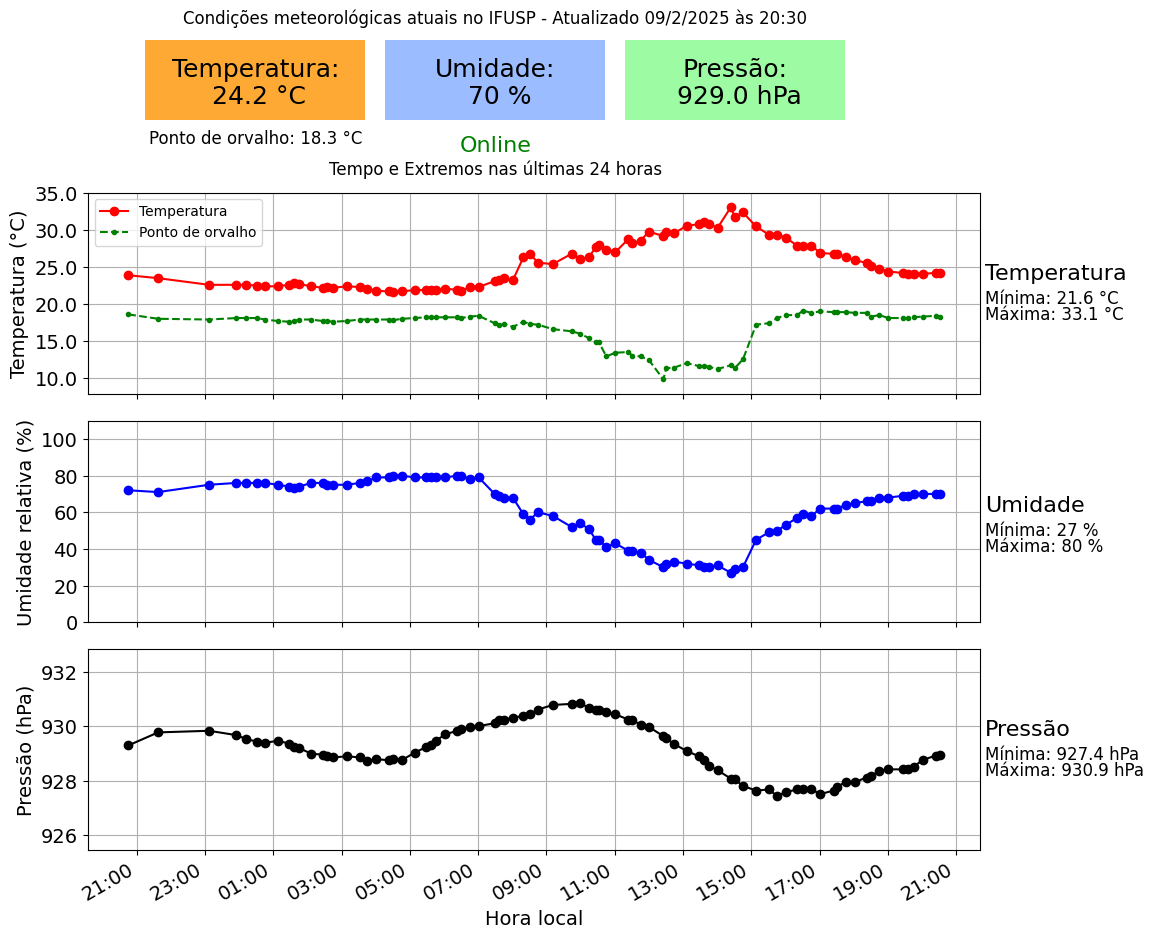 Condições meteorológicas atuais no IFUSP - Atualizado 09/2/2025 às 20:30
Temperatura:
24.2 °C
Umidade:
70 %
Pressão:
929.0 hPa
Ponto de orvalho: 18.3 °C
Online
Tempo e Extremos nas últimas 24 horas
Temperatura (°C)
35.0
30.0
25.0
20.0
15.0
10.0
Temperatura
Ponto de orvalho
Temperatura
Mínima: 21.6 °C
Máxima: 33.1 °C
Umidade relativa (%)
100
80
60
40
20
0
Umidade
Mínima: 27 %
Máxima: 80 %
Pressão (hPa)
932
930
928
926
Pressão
Mínima: 927.4 hPa
Máxima: 930.9 hPa
21:00 23:00 01:00 03:00 05:00 07:00 09:00 11:00 13:00 15:00 17:00 19:00 21:00
Hora local